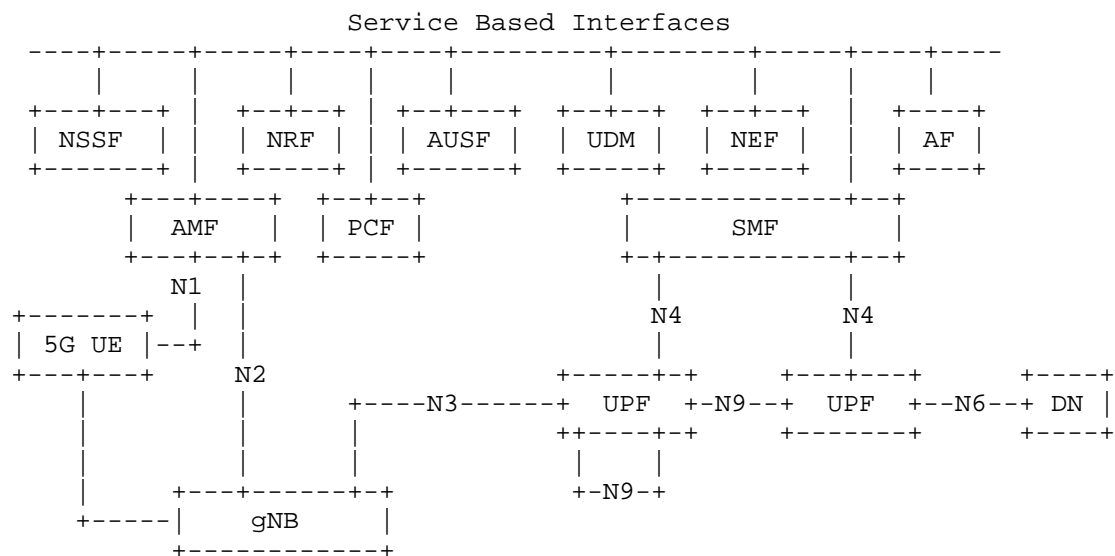 Service Based Interfaces
NSSF NRF AUSF UDM NEF AF
AMF PCF SMF
N1
N4 N4
5G UE
N2
N3 UPF N9 UPF N6 DN
N9
gNB